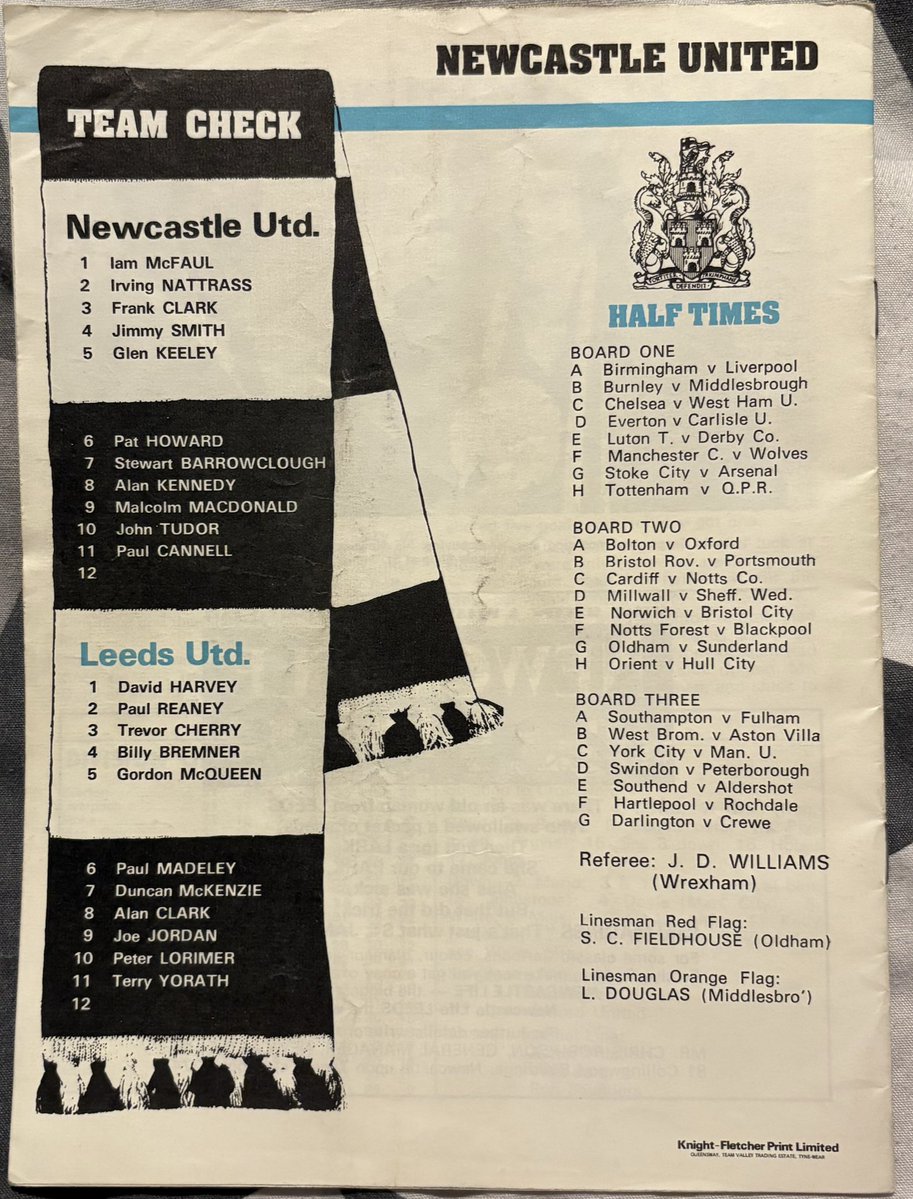 NEWCASTLE UNITED
TEAM CHECK
Newcastle Utd.
1 Iam McFAUL
2 Irving NATTRASS
3 Frank CLARK
4 Jimmy SMITH
5 Glen KEELEY
6 Pat HOWARD
7 Stewart BARROWCLOUGH
8 Alan KENNEDY
9 Malcolm MACDONALD
10 John TUDOR
11 Paul CANNELL
12
Leeds Utd.
1 David HARVEY
2 Paul REANEY
3 Trevor CHERRY
4 Billy BREMNER
5 Gordon McQUEEN
6 Paul MADELEY
7 Duncan McKENZIE
8 Alan CLARK
9 Joe JORDAN
10 Peter LORIMER
11 Terry YORATH
12
DEFENDIT
HALF TIMES
BOARD ONE
A Birmingham v Liverpool
B Burnley v Middlesbrough
C Chelsea v West Ham U.
D Everton v Carlisle U.
E Luton T. v Derby Co.
F Manchester C. v Wolves
G Stoke City v Arsenal
H Tottenham v Q.P.R.
BOARD TWO
A Bolton v Oxford
B Bristol Rov. v Portsmouth
C Cardiff v Notts Co.
D Millwall v Sheff. Wed.
E Norwich v Bristol City
F Notts Forest v Blackpool
G Oldham v Sunderland
H Orient v Hull City
BOARD THREE
A Southampton v Fulham
B West Brom. v Aston Villa
C York City v Man. U.
D Swindon v Peterborough
E Southend v Aldershot
F Hartlepool v Rochdale
G Darlington v Crewe
Referee: J. D. WILLIAMS
(Wrexham)
Linesman Red Flag:
S. C. FIELDHOUSE (Oldham)
Linesman Orange Flag:
L. DOUGLAS (Middlesbro')
Knight-Fletcher Print Limited
QUEENSWAY, TEAM VALLEY TRADING ESTATE, TYNE-WEAR